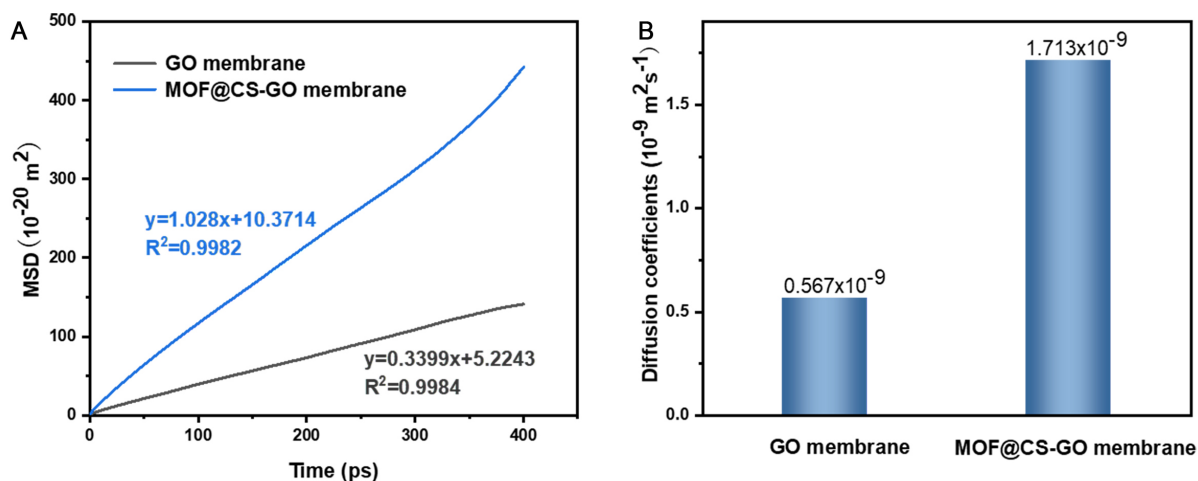 A
500
400
300
200
100
0
MSD (10⁻²⁰ m²)
GO membrane
MOF@CS-GO membrane
y=1.028x+10.3714
R²=0.9982
y=0.3399x+5.2243
R²=0.9984
0 100 200 300 400
Time (ps)
B
1.5
1.0
0.5
0.0
Diffusion coefficients (10⁻⁹ m²s⁻¹)
1.713x10⁻⁹
0.567x10⁻⁹
GO membrane MOF@CS-GO membrane